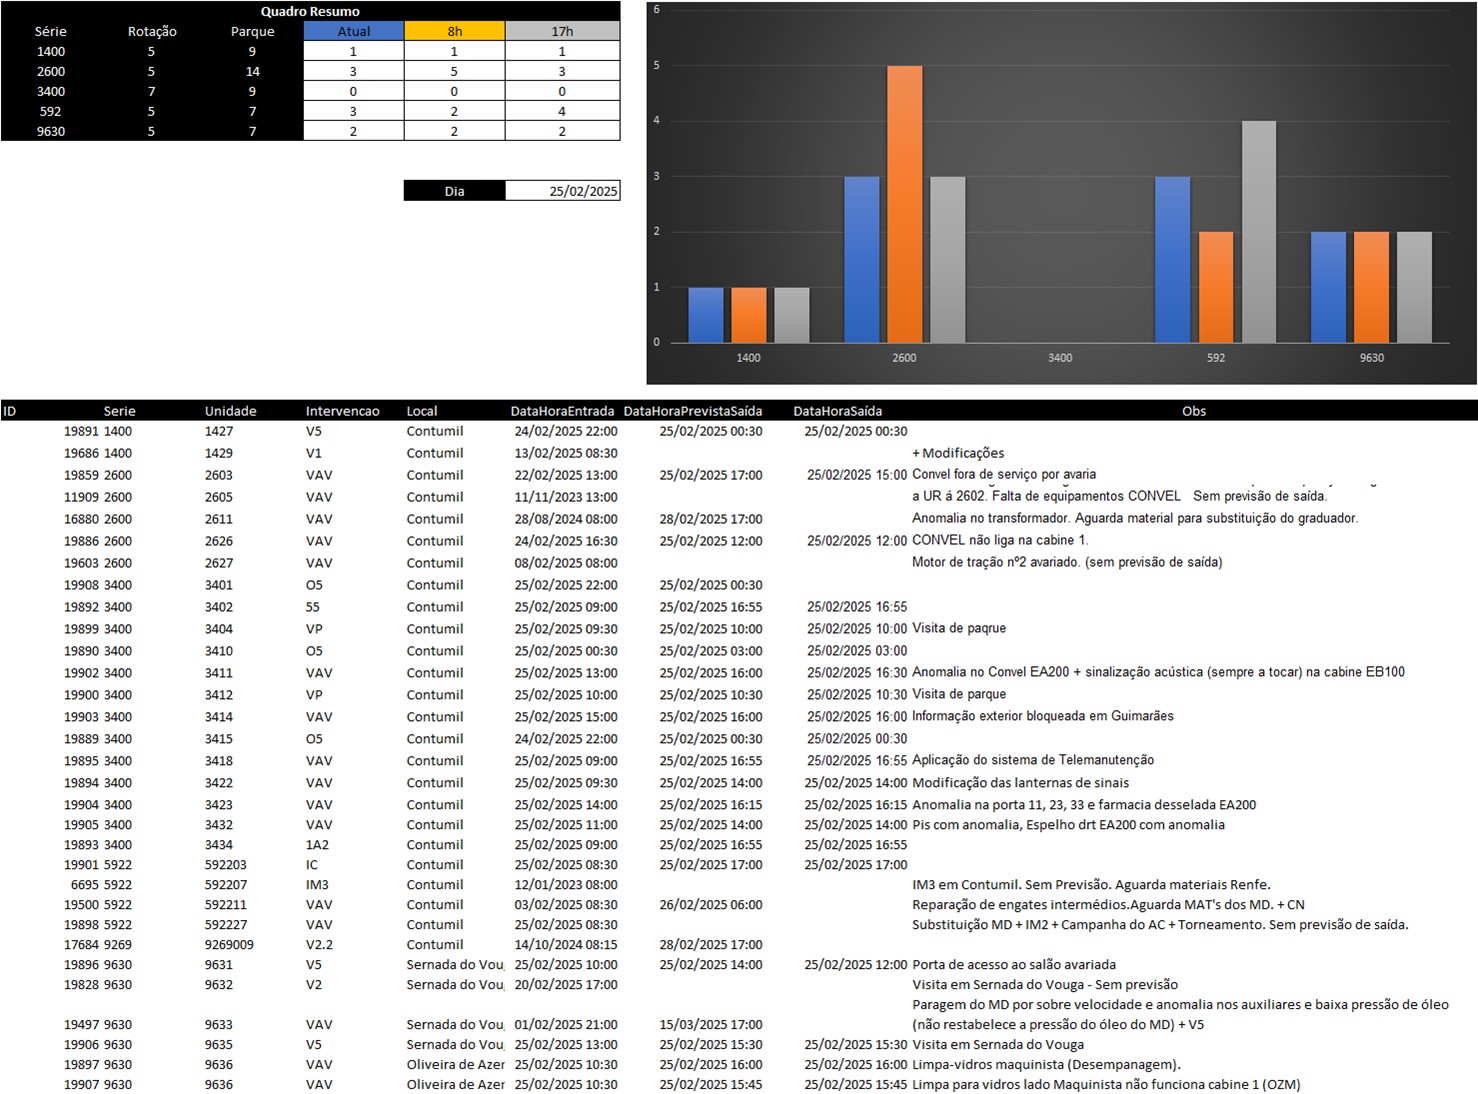 Quadro Resumo
Série Rotação Parque Atual 8h 17h
1400 5 9 1 1 1
2600 5 14 3 5 3
3400 7 9 0 0 0
592 5 7 3 2 4
9630 5 7 2 2 2
Dia 25/02/2025
6
5
4
3
2
1
0
1400 2600 3400 592 9630
ID Serie Unidade Intervencao Local DataHoraEntrada DataHoraPrevistaSaída DataHoraSaída Obs
19891 1400 1427 V5 Contumil 24/02/2025 22:00 25/02/2025 00:30 25/02/2025 00:30
19686 1400 1429 V1 Contumil 13/02/2025 08:30 + Modificações
19859 2600 2603 VAV Contumil 22/02/2025 13:00 25/02/2025 17:00 25/02/2025 15:00 Convel fora de serviço por avaria
11909 2600 2605 VAV Contumil 11/11/2023 13:00 a UR á 2602. Falta de equipamentos CONVEL Sem previsão de saída.
16880 2600 2611 VAV Contumil 28/08/2024 08:00 28/02/2025 17:00 Anomalia no transformador. Aguarda material para substituição do graduador.
19886 2600 2626 VAV Contumil 24/02/2025 16:30 25/02/2025 12:00 25/02/2025 12:00 CONVEL não liga na cabine 1.
19603 2600 2627 VAV Contumil 08/02/2025 08:00 Motor de tração nº2 avariado. (sem previsão de saída)
19908 3400 3401 O5 Contumil 25/02/2025 22:00 25/02/2025 00:30
19892 3400 3402 55 Contumil 25/02/2025 09:00 25/02/2025 16:55 25/02/2025 16:55
19899 3400 3404 VP Contumil 25/02/2025 09:30 25/02/2025 10:00 25/02/2025 10:00 Visita de paqrue
19890 3400 3410 O5 Contumil 25/02/2025 00:30 25/02/2025 03:00 25/02/2025 03:00
19902 3400 3411 VAV Contumil 25/02/2025 13:00 25/02/2025 16:00 25/02/2025 16:30 Anomalia no Convel EA200 + sinalização acústica (sempre a tocar) na cabine EB100
19900 3400 3412 VP Contumil 25/02/2025 10:00 25/02/2025 10:30 25/02/2025 10:30 Visita de parque
19903 3400 3414 VAV Contumil 25/02/2025 15:00 25/02/2025 16:00 25/02/2025 16:00 Informação exterior bloqueada em Guimarães
19889 3400 3415 O5 Contumil 24/02/2025 22:00 25/02/2025 00:30 25/02/2025 00:30
19895 3400 3418 VAV Contumil 25/02/2025 09:00 25/02/2025 16:55 25/02/2025 16:55 Aplicação do sistema de Telemanutenção
19894 3400 3422 VAV Contumil 25/02/2025 09:30 25/02/2025 14:00 25/02/2025 14:00 Modificação das lanternas de sinais
19904 3400 3423 VAV Contumil 25/02/2025 14:00 25/02/2025 16:15 25/02/2025 16:15 Anomalia na porta 11, 23, 33 e farmacia desselada EA200
19905 3400 3432 VAV Contumil 25/02/2025 11:00 25/02/2025 14:00 25/02/2025 14:00 Pis com anomalia, Espelho drt EA200 com anomalia
19893 3400 3434 1A2 Contumil 25/02/2025 09:00 25/02/2025 16:55 25/02/2025 16:55
19901 5922 592203 IC Contumil 25/02/2025 08:30 25/02/2025 17:00 25/02/2025 17:00
6695 5922 592207 IM3 Contumil 12/01/2023 08:00 IM3 em Contumil. Sem Previsão. Aguarda materiais Renfe.
19500 5922 592211 VAV Contumil 03/02/2025 08:30 26/02/2025 06:00 Reparação de engates intermédios.Aguarda MAT's dos MD. + CN
19898 5922 592227 VAV Contumil 25/02/2025 08:30 Substituição MD + IM2 + Campanha do AC + Torneamento. Sem previsão de saída.
17684 9269 9269009 V2.2 Contumil 14/10/2024 08:15 28/02/2025 17:00
19896 9630 9631 V5 Sernada do Vou 25/02/2025 10:00 25/02/2025 14:00 25/02/2025 12:00 Porta de acesso ao salão avariada
19828 9630 9632 V2 Sernada do Vou 20/02/2025 17:00 Visita em Sernada do Vouga - Sem previsão
Paragem do MD por sobre velocidade e anomalia nos auxiliares e baixa pressão de óleo
19497 9630 9633 VAV Sernada do Vou 01/02/2025 21:00 15/03/2025 17:00 (não restabelece a pressão do óleo do MD) + V5
19906 9630 9635 V5 Sernada do Vou 25/02/2025 13:00 25/02/2025 15:30 25/02/2025 15:30 Visita em Sernada do Vouga
19897 9630 9636 VAV Oliveira de Azer 25/02/2025 10:30 25/02/2025 16:00 25/02/2025 16:00 Limpa-vidros maquinista (Desempanagem).
19907 9630 9636 VAV Oliveira de Azer 25/02/2025 10:30 25/02/2025 15:45 25/02/2025 15:45 Limpa para vidros lado Maquinista não funciona cabine 1 (OZM)